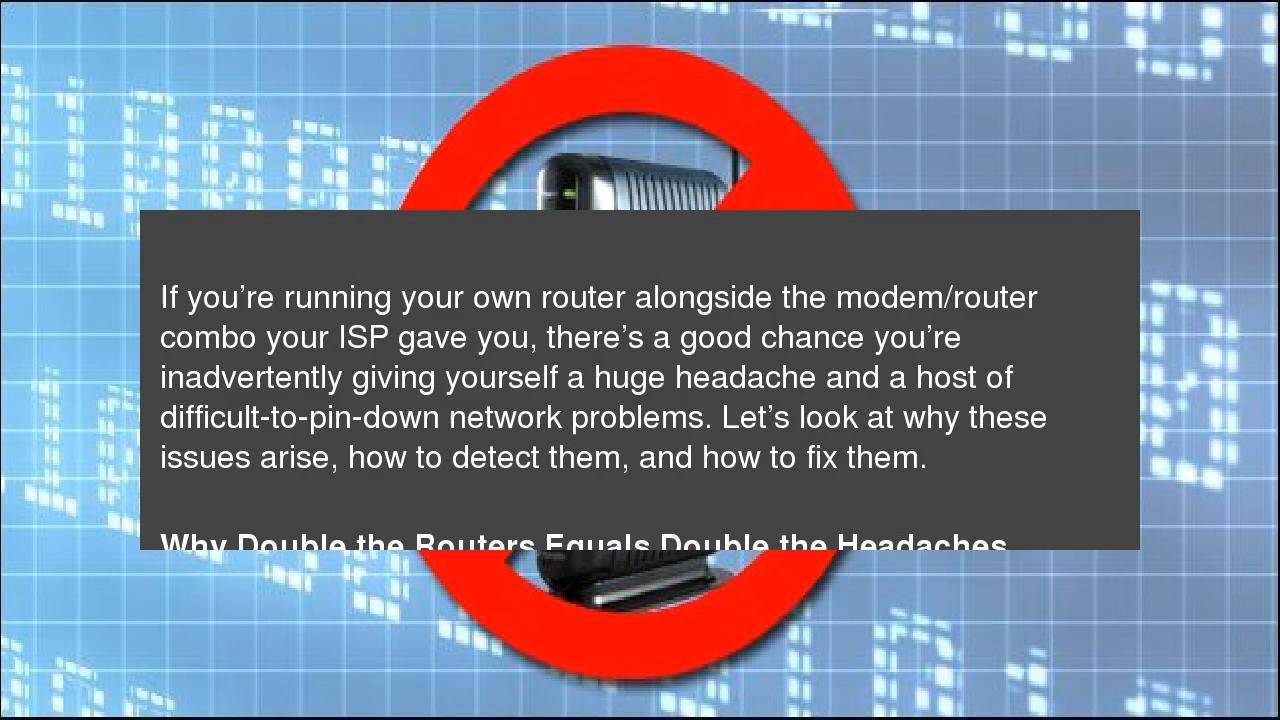 If you’re running your own router alongside the modem/router
combo your ISP gave you, there’s a good chance you’re
inadvertently giving yourself a huge headache and a host of
difficult-to-pin-down network problems. Let’s look at why these
issues arise, how to detect them, and how to fix them.
Why Double the Routers Equals Double the Headaches